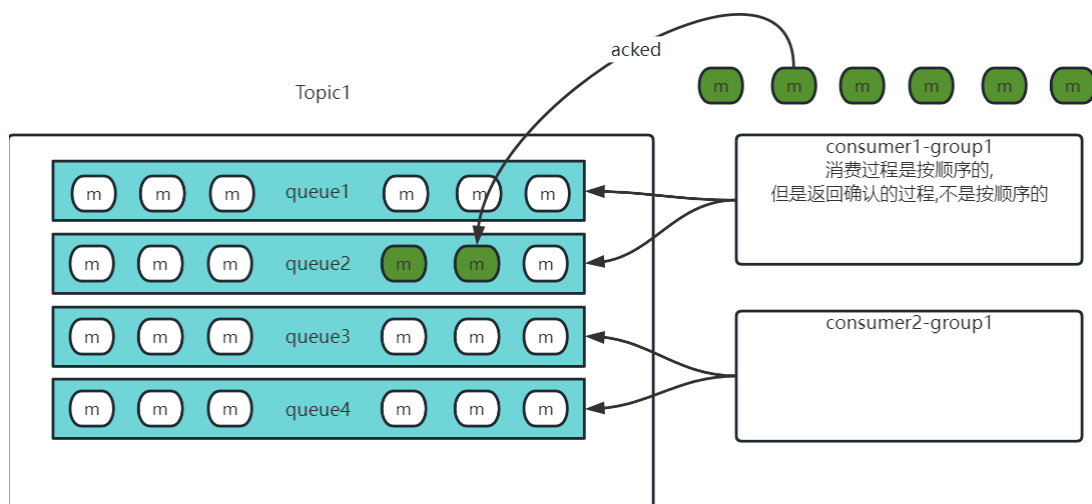 acked
m m m m m m
Topic1
consumer1-group1
消费过程是按顺序的,
但是返回确认的过程,不是按顺序的
m m m queue1 m m m
m m m queue2 m m m
consumer2-group1
m m m queue3 m m m
m m m queue4 m m m